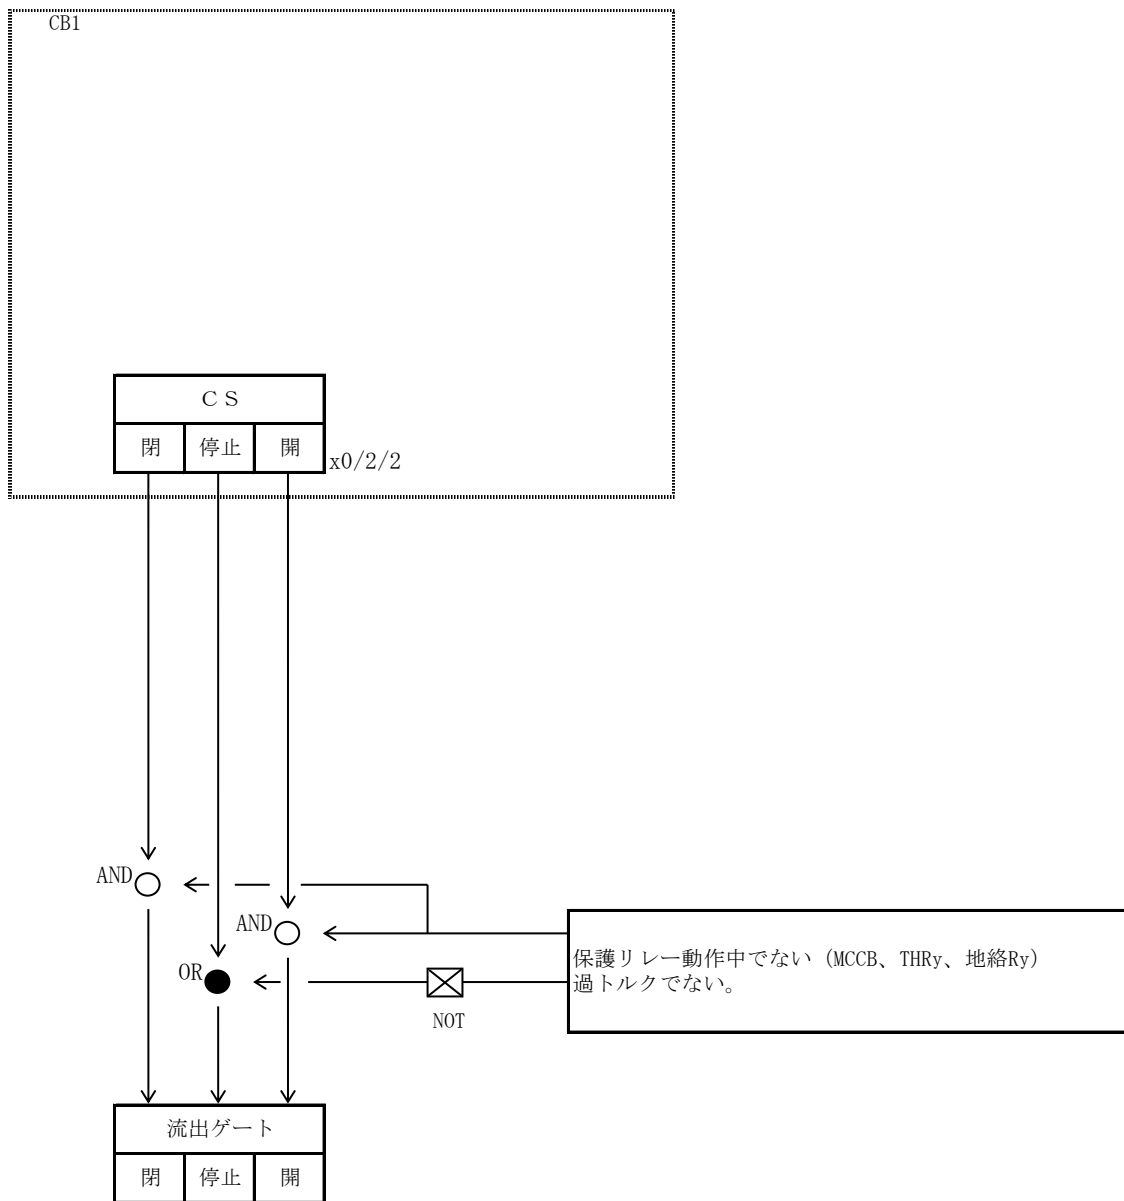 CB1
ＣＳ
閉 停止 開
x0/2/2
AND
AND
OR
保護リレー動作中でない（MCCB、THRy、地絡Ry）
過トルクでない。
NOT
流出ゲート
閉 停止 開